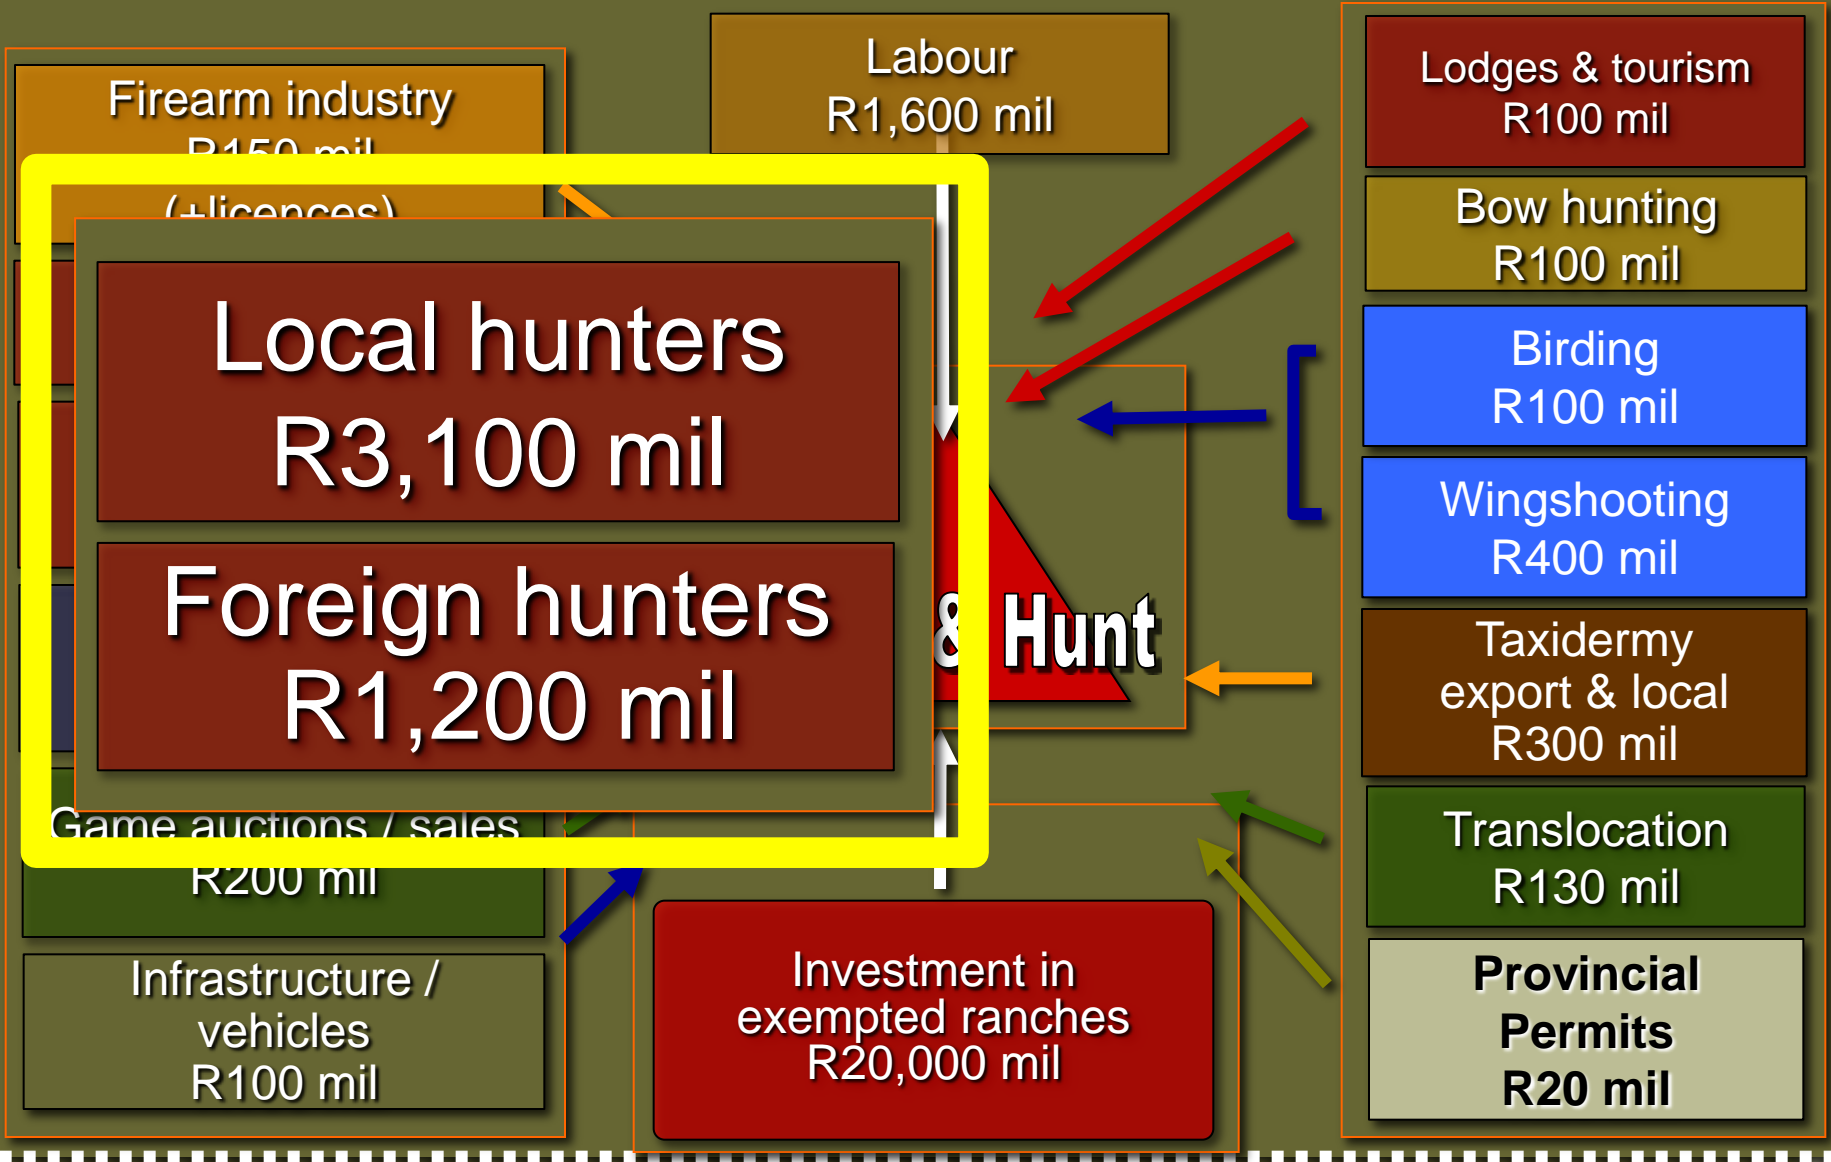 Firearm industry
R150 mil
(+licences)
Local hunters
R3,100 mil
Foreign hunters
R1,200 mil
Game auctions / sales
R200 mil
Infrastructure /
vehicles
R100 mil
Labour
R1,600 mil
& Hunt
Investment in
exempted ranches
R20,000 mil
Lodges & tourism
R100 mil
Bow hunting
R100 mil
Birding
R100 mil
Wingshooting
R400 mil
Taxidermy
export & local
R300 mil
Translocation
R130 mil
Provincial
Permits
R20 mil